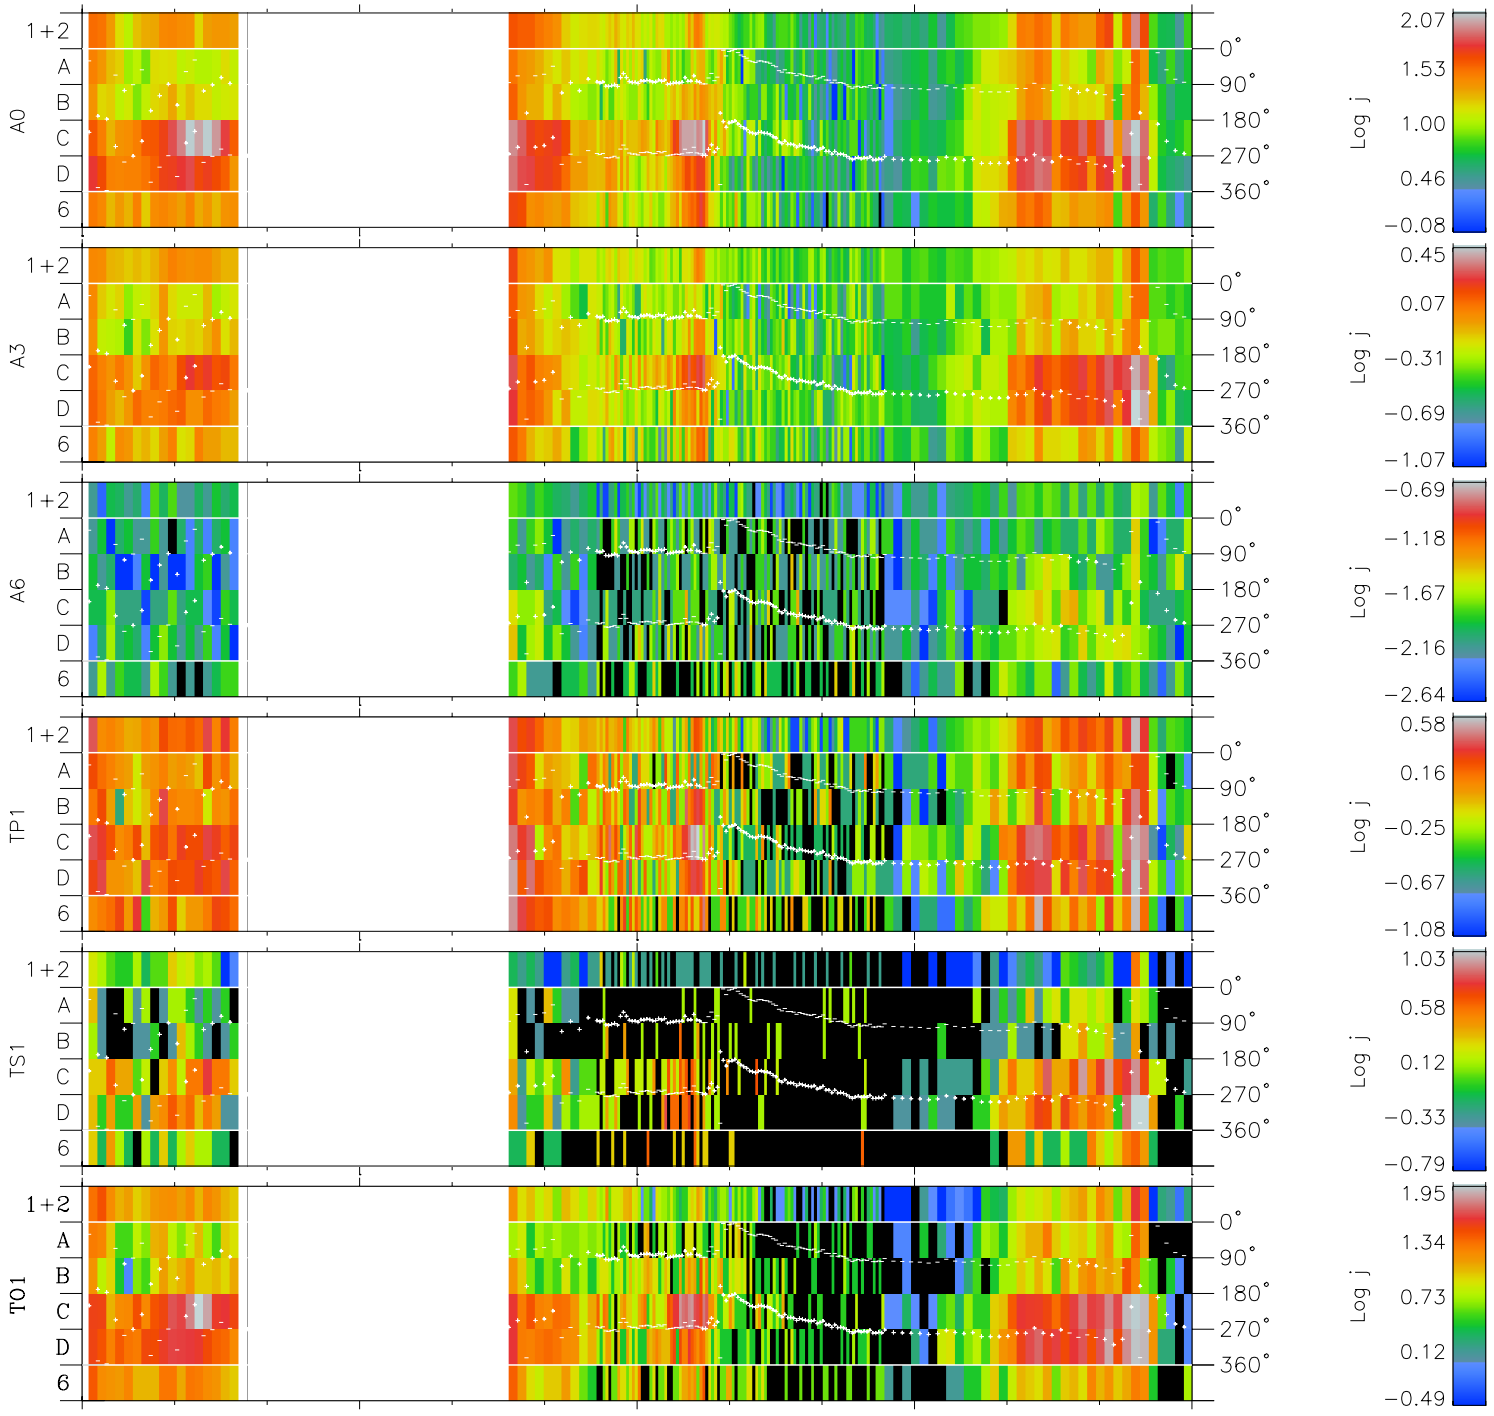 A0
1+2
A
B
C
D
6
0°
90°
180°
270°
360°
Log j
2.07
1.53
1.00
0.46
−0.08
A3
1+2
A
B
C
D
6
0°
90°
180°
270°
360°
Log j
0.45
0.07
−0.31
−0.69
−1.07
A6
1+2
A
B
C
D
6
0°
90°
180°
270°
360°
Log j
−0.69
−1.18
−1.67
−2.16
−2.64
TP1
1+2
A
B
C
D
6
0°
90°
180°
270°
360°
Log j
0.58
0.16
−0.25
−0.67
−1.08
TS1
1+2
A
B
C
D
6
0°
90°
180°
270°
360°
Log j
1.03
0.58
0.12
−0.33
−0.79
TO1
1+2
A
B
C
D
6
0°
90°
180°
270°
360°
Log j
1.95
1.34
0.73
0.12
−0.49